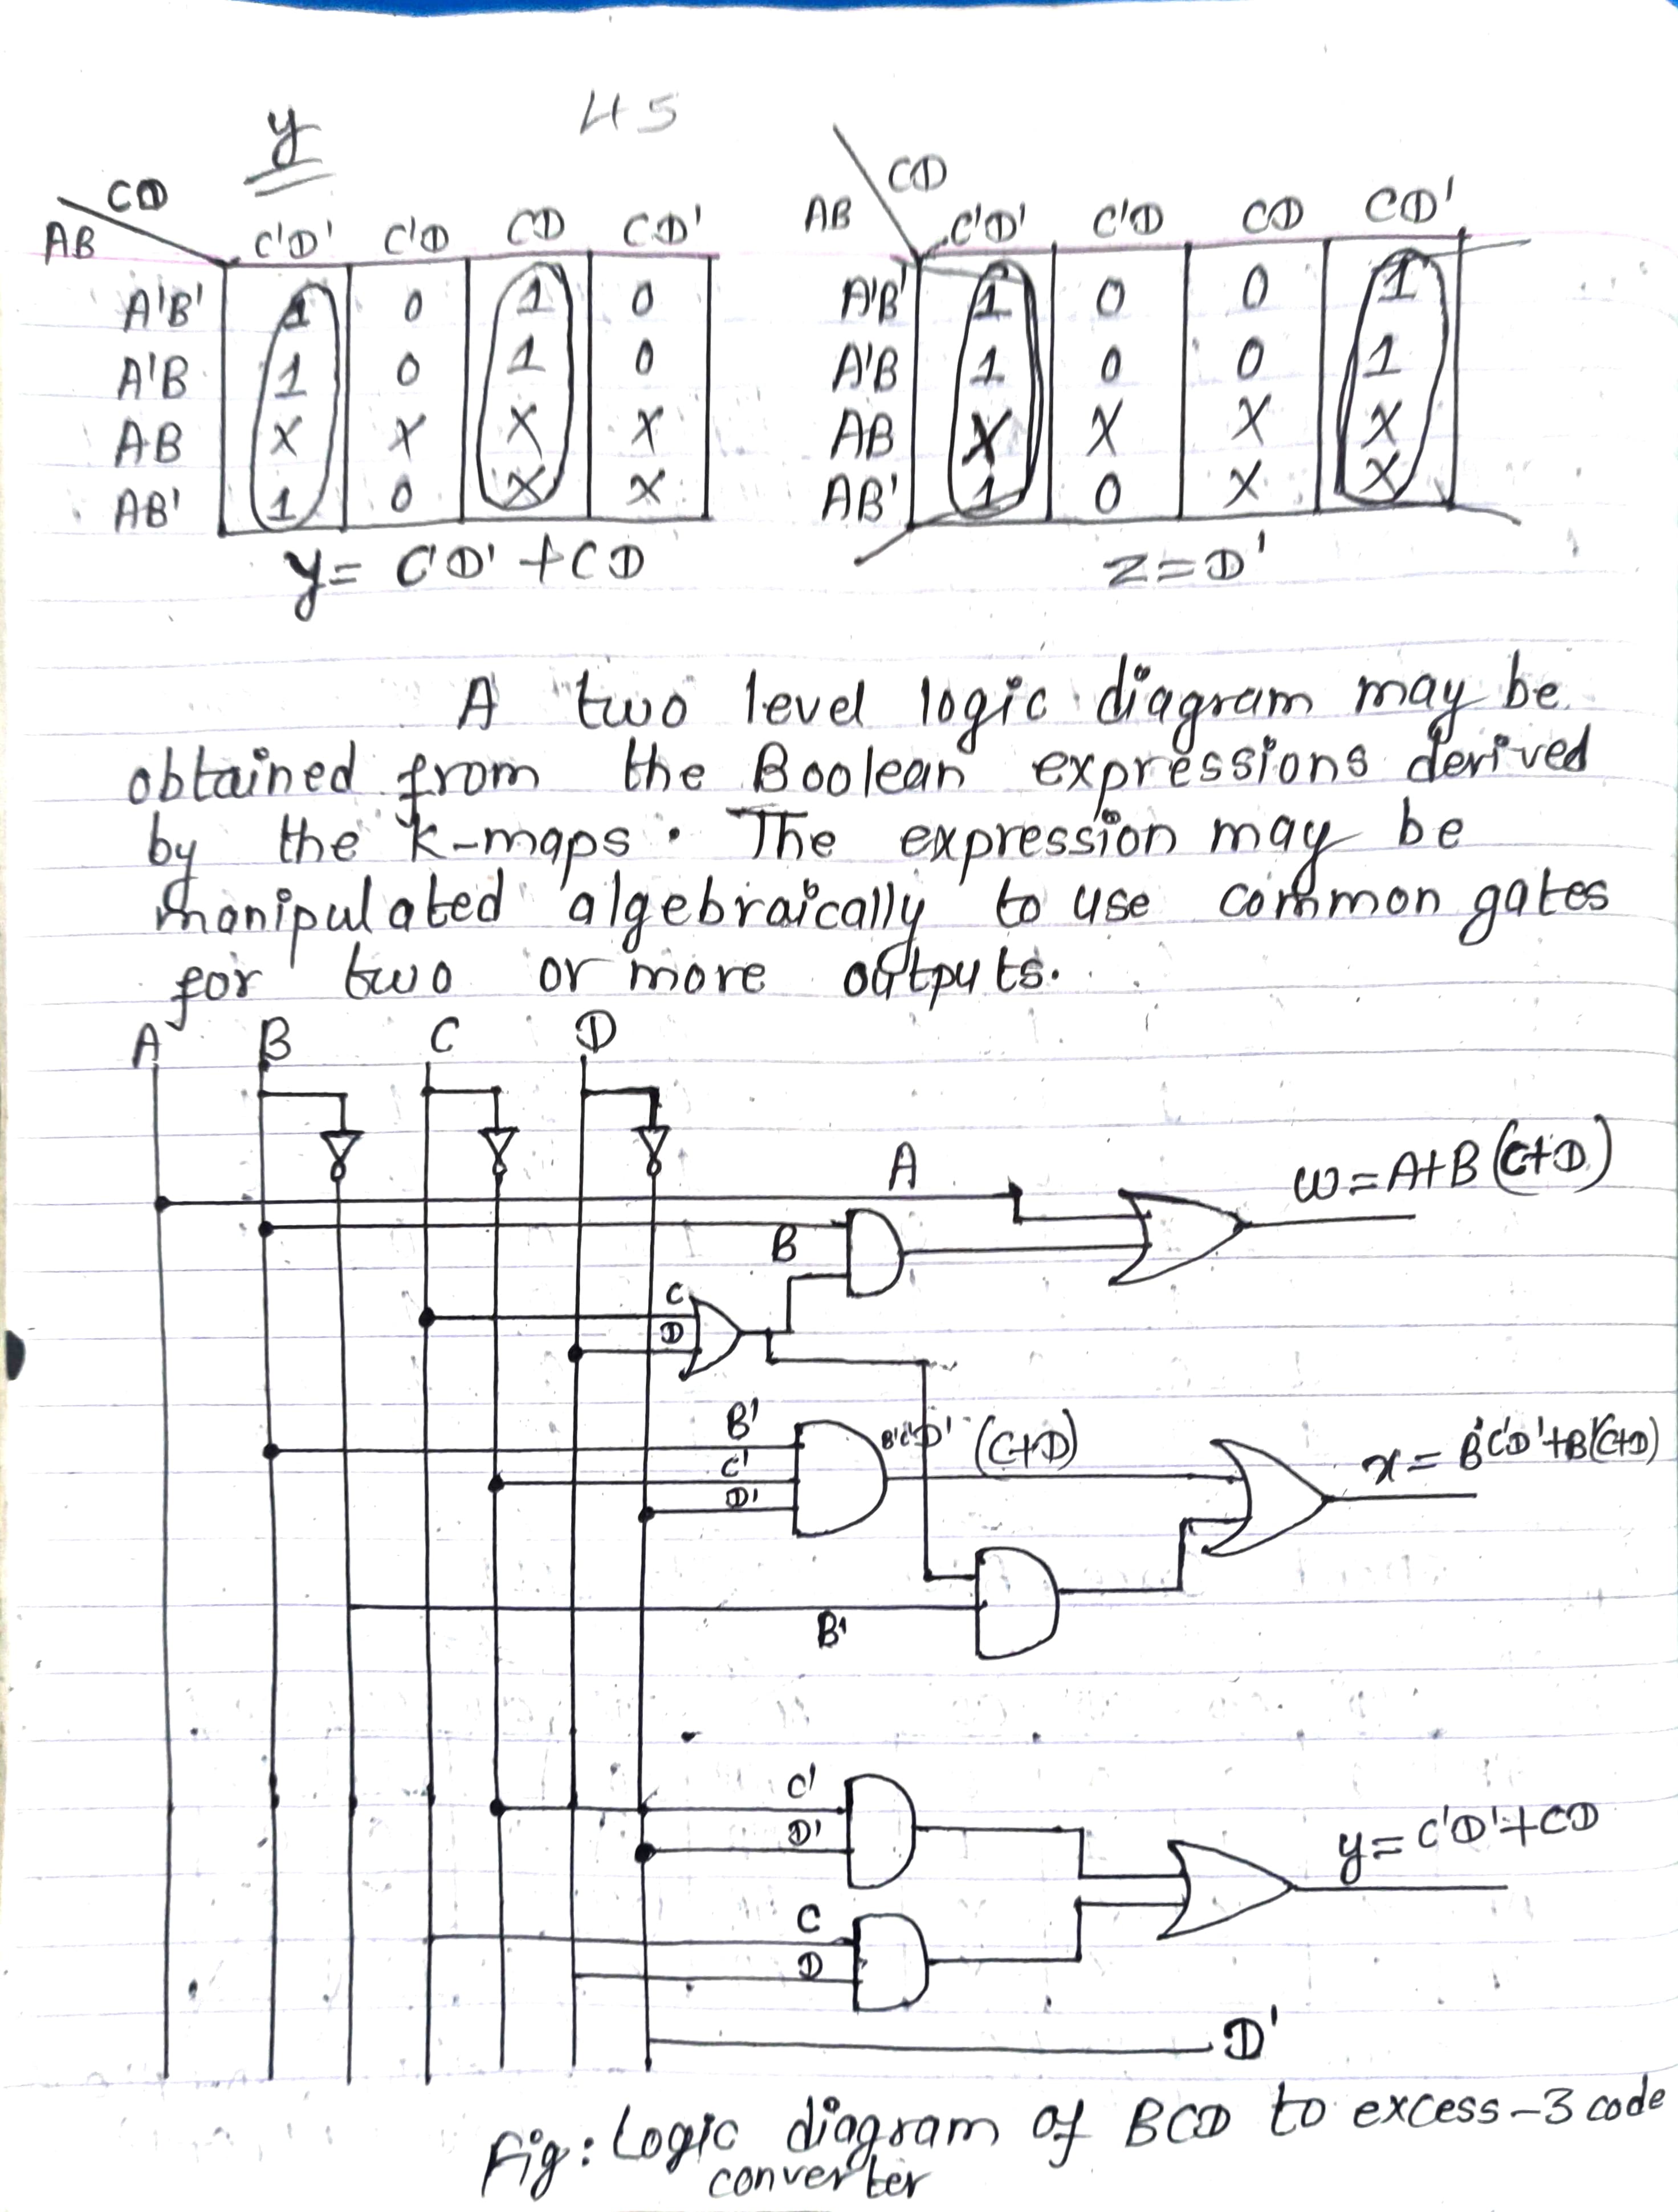 45
y
CD
AB
C'D' C'D CD CD'
A'B' 1 0 1 0
A'B 1 0 1 0
AB X X X X
AB' 1 0 X X
y = C'D' + CD
CD
AB
C'D' C'D CD CD'
A'B' 1 0 0 1
A'B 1 0 0 1
AB X X X X
AB' 1 0 X X
z = D'
A two level logic diagram may be
obtained from the Boolean expressions derived
by the k-maps. The expression may be
manipulated algebraically to use common gates
for two or more outputs.
A B C D
A
w = A+B (C+D)
B
C
D
B'
C'
D'
B'C'D' (C+D)
x = B'C'D'+B'(C+D)
B'
C'
D'
y = C'D'+CD
C
D
D'
Fig: Logic diagram of BCD to excess-3 code
converter